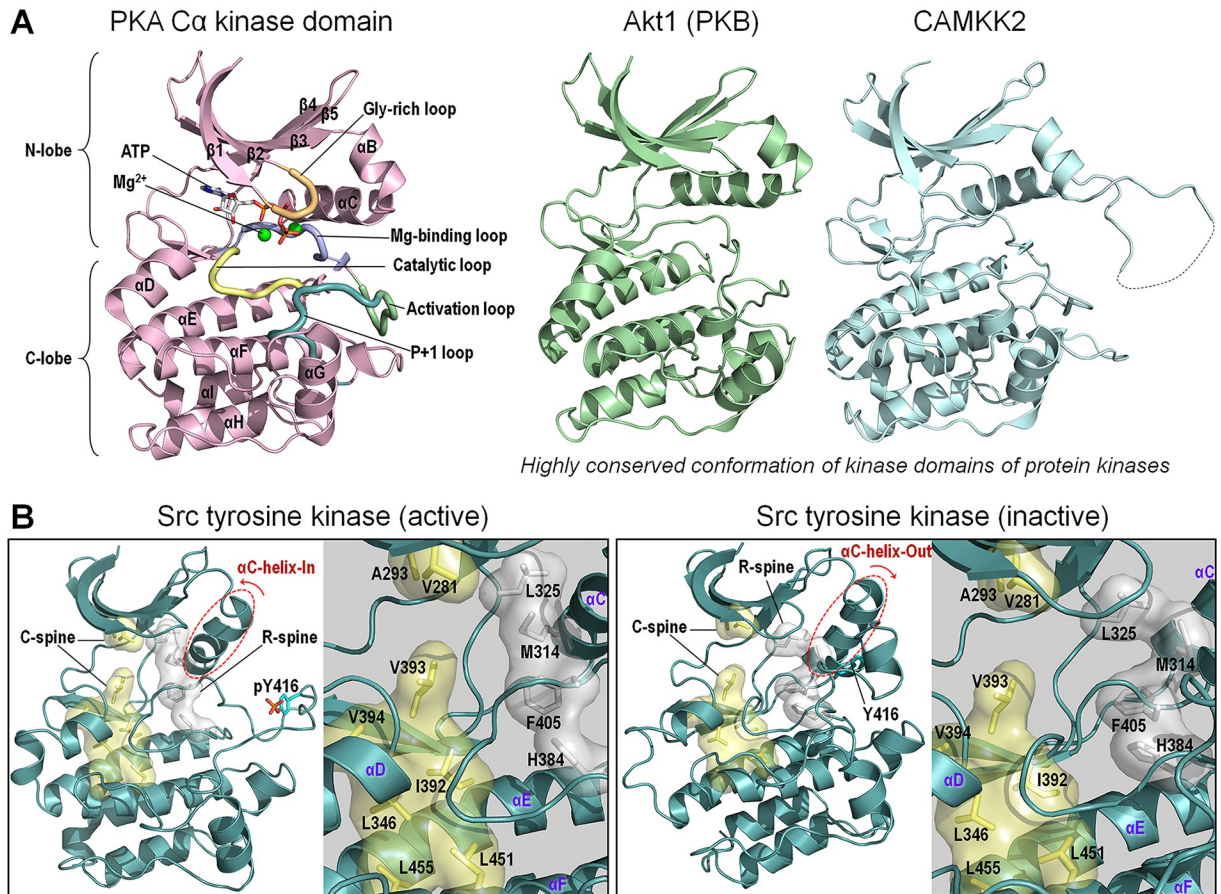 A
PKA Cα kinase domain
Akt1 (PKB)
CAMKK2
N-lobe
C-lobe
β4
β5
β3
β1
β2
αB
Gly-rich loop
ATP
Mg²⁺
αC
Mg-binding loop
Catalytic loop
αD
αE
Activation loop
αF
P+1 loop
αG
αI
αH
Highly conserved conformation of kinase domains of protein kinases
B
Src tyrosine kinase (active)
Src tyrosine kinase (inactive)
αC-helix-In
C-spine
R-spine
pY416
A293
V281
L325
αC
M314
V393
V394
F405
H384
αD
I392
αE
L346
L455
L451
αF
αC-helix-Out
R-spine
C-spine
Y416
A293
V281
αC
L325
M314
V393
V394
F405
H384
αD
I392
L346
αE
L455
L451
αF